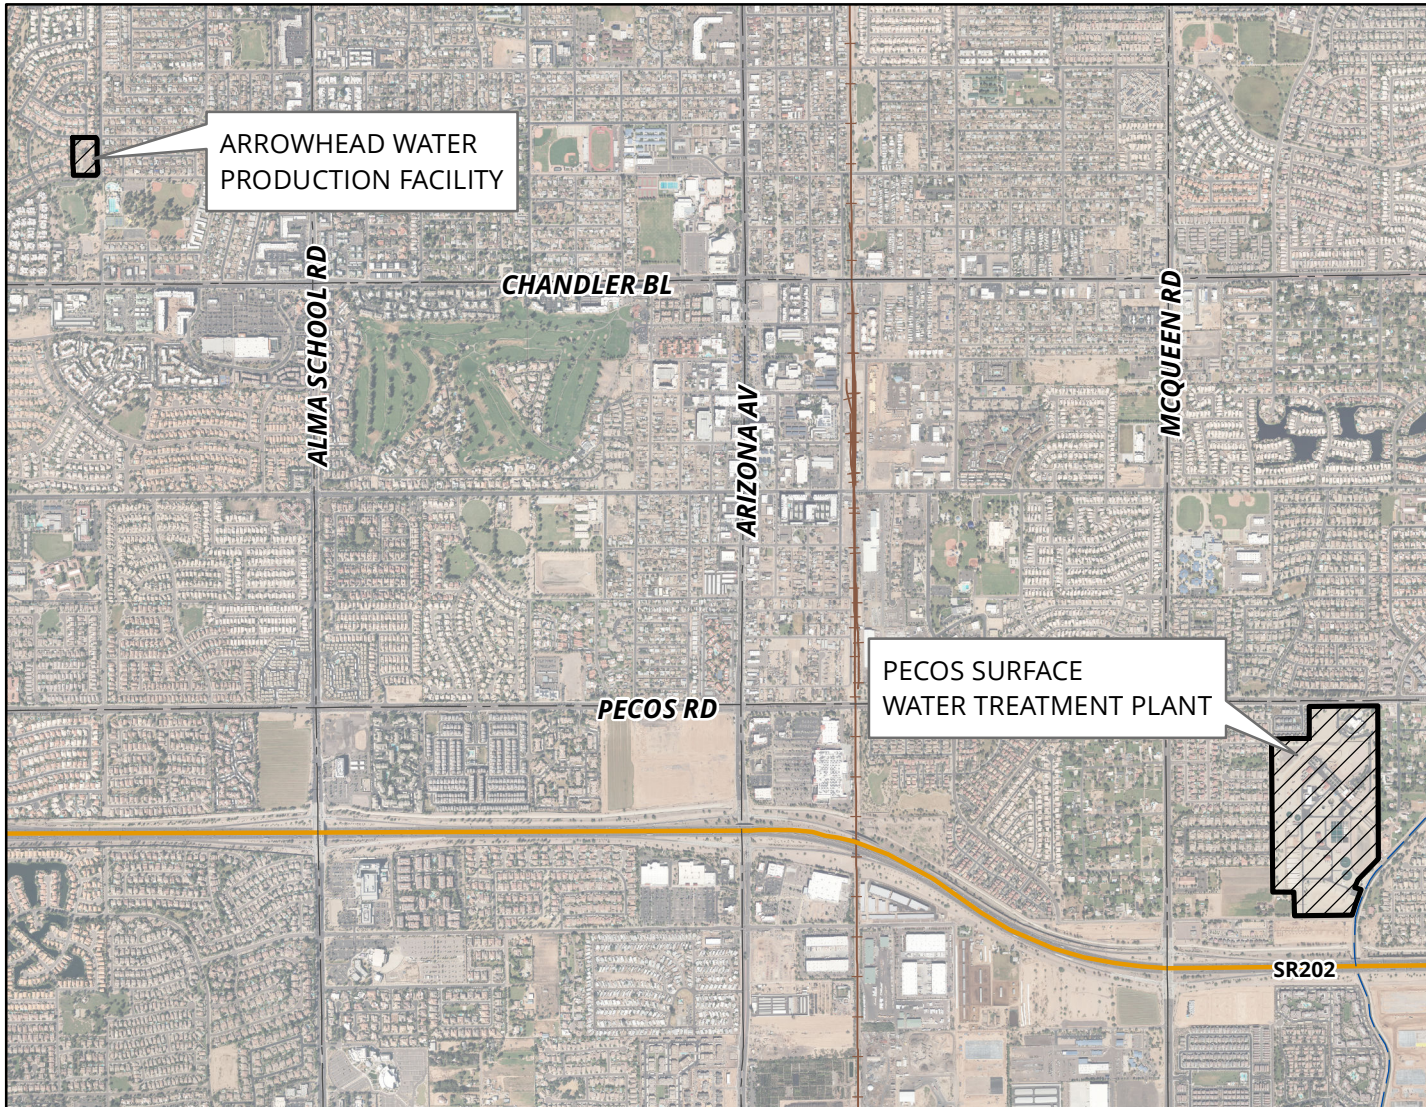 ARROWHEAD WATER
PRODUCTION FACILITY
CHANDLER BL
ALMA SCHOOL RD
MCQUEEN RD
ARIZONA AV
PECOS SURFACE
WATER TREATMENT PLANT
PECOS RD
SR202